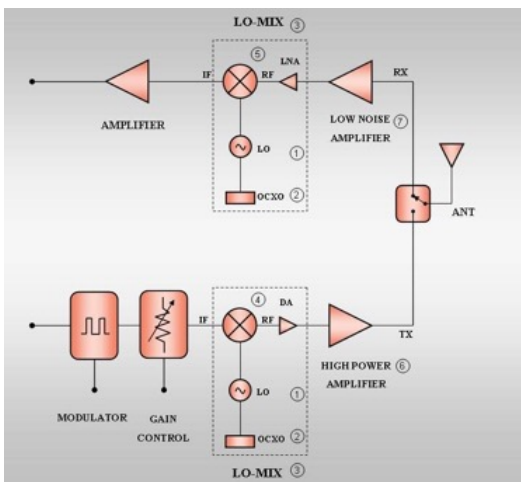 LO-MIX ③
⑤
IF RF LNA RX
AMPLIFIER
LOW NOISE ⑦
AMPLIFIER
LO ①
OCXO ②
ANT
④
IF RF DA
TX
HIGH POWER ⑥
AMPLIFIER
LO ①
MODULATOR
GAIN
CONTROL
OCXO ②
LO-MIX ③